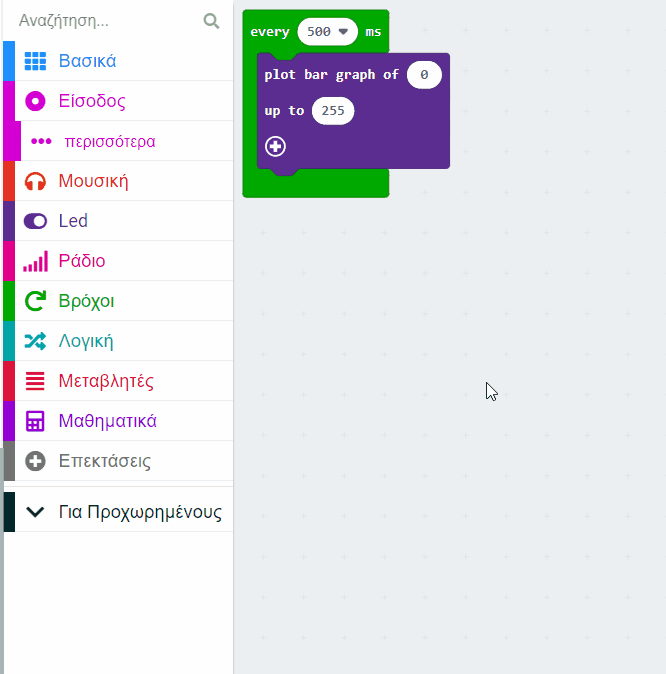 Αναζήτηση...
Βασικά
Είσοδος
περισσότερα
Μουσική
Led
Ράδιο
Βρόχοι
Λογική
Μεταβλητές
Μαθηματικά
Επεκτάσεις
Για Προχωρημένους
every 500 ms
plot bar graph of 0
up to 255